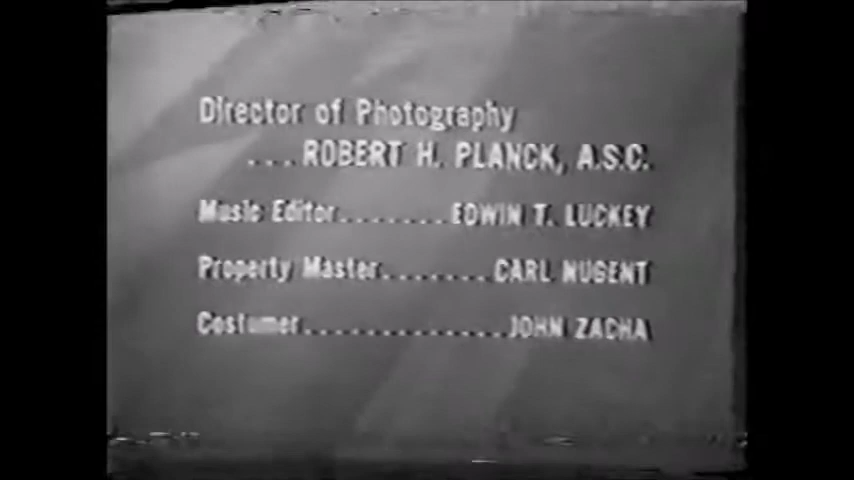 Director of Photography
...ROBERT H. PLANCK, A.S.C.
Music Editor........EDWIN T. LUCKEY
Property Master........CARL NUGENT
Costumer................JOHN ZACHA